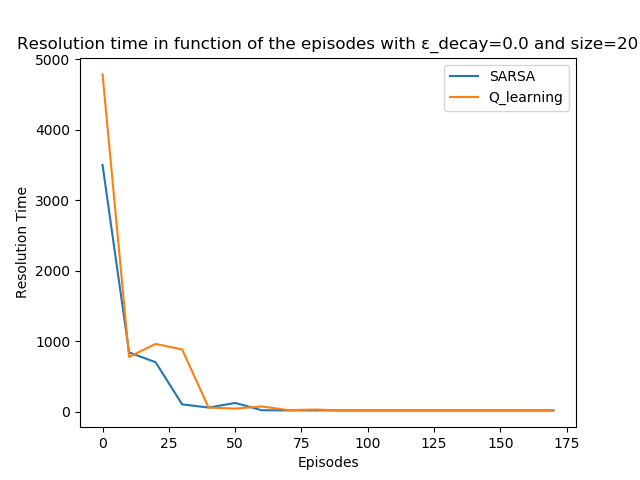 Resolution time in function of the episodes with ε_decay=0.0 and size=20
SARSA
Q_learning
Resolution Time
5000
4000
3000
2000
1000
0
0 25 50 75 100 125 150 175
Episodes